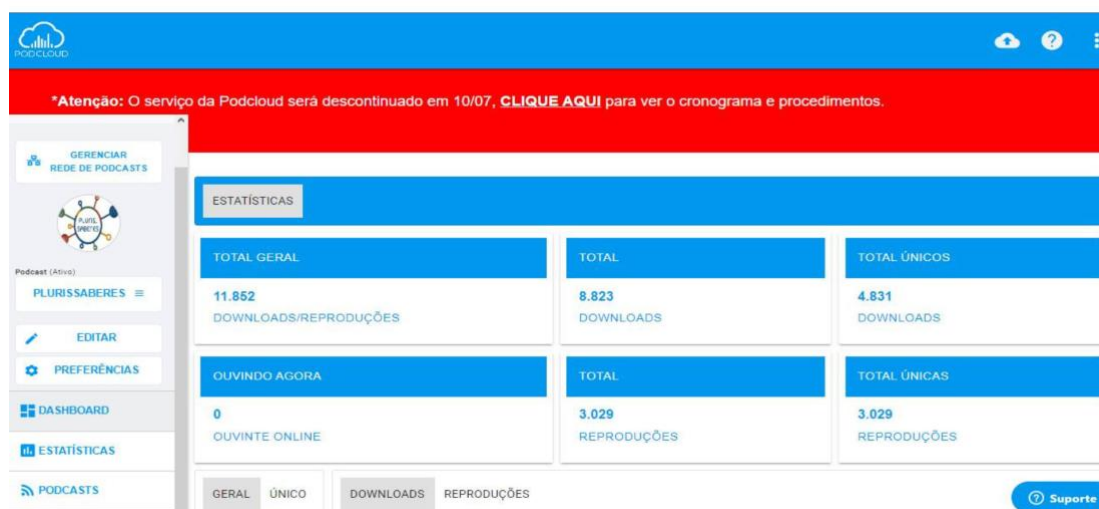 PODCLOUD
*Atenção: O serviço da Podcloud será descontinuado em 10/07, CLIQUE AQUI para ver o cronograma e procedimentos.
GERENCIAR
REDE DE PODCASTS
PLURIS
SABERES
Podcast (Ativo)
PLURISSABERES
EDITAR
PREFERÊNCIAS
DASHBOARD
ESTATÍSTICAS
PODCASTS
ESTATÍSTICAS
TOTAL GERAL
11.852
DOWNLOADS/REPRODUÇÕES
TOTAL
8.823
DOWNLOADS
TOTAL ÚNICOS
4.831
DOWNLOADS
OUVINDO AGORA
0
OUVINTE ONLINE
TOTAL
3.029
REPRODUÇÕES
TOTAL ÚNICAS
3.029
REPRODUÇÕES
GERAL ÚNICO DOWNLOADS REPRODUÇÕES
Suporte